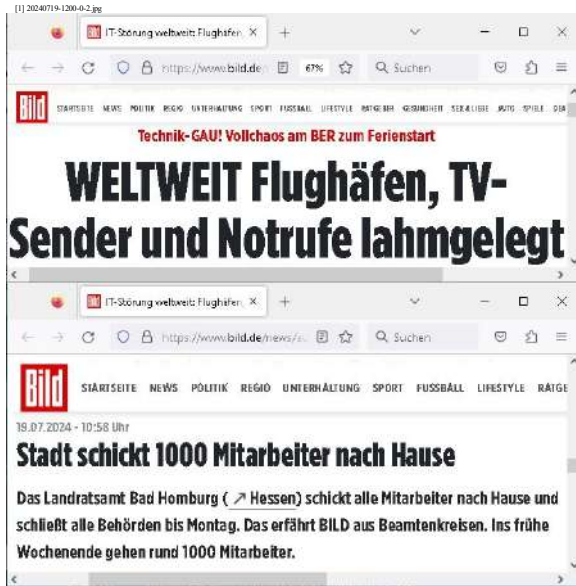 [1] 20240719-1200-0-2.jpg
IT-Störung weltweit: Flughäfen, ×
https://www.bild.de
67%
Suchen
Bild
STARTSEITE NEWS POLITIK REGIO UNTERHALTUNG SPORT FUSSBALL LIFESTYLE RATGEBER GESUNDHEIT SEX & LIEBE AUTO SPIELE
Technik-GAU! Vollchaos am BER zum Ferienstart
WELTWEIT Flughäfen, TV-
Sender und Notrufe lahmgelegt
IT-Störung weltweit: Flughäfen, ×
https://www.bild.de/news/
Suchen
Bild
STARTSEITE NEWS POLITIK REGIO UNTERHALTUNG SPORT FUSSBALL LIFESTYLE RATGE
19.07.2024 - 10:58 Uhr
Stadt schickt 1000 Mitarbeiter nach Hause
Das Landratsamt Bad Homburg ( ↗ Hessen) schickt alle Mitarbeiter nach Hause und
schließt alle Behörden bis Montag. Das erfährt BILD aus Beamtenkreisen. Ins frühe
Wochenende gehen rund 1000 Mitarbeiter.